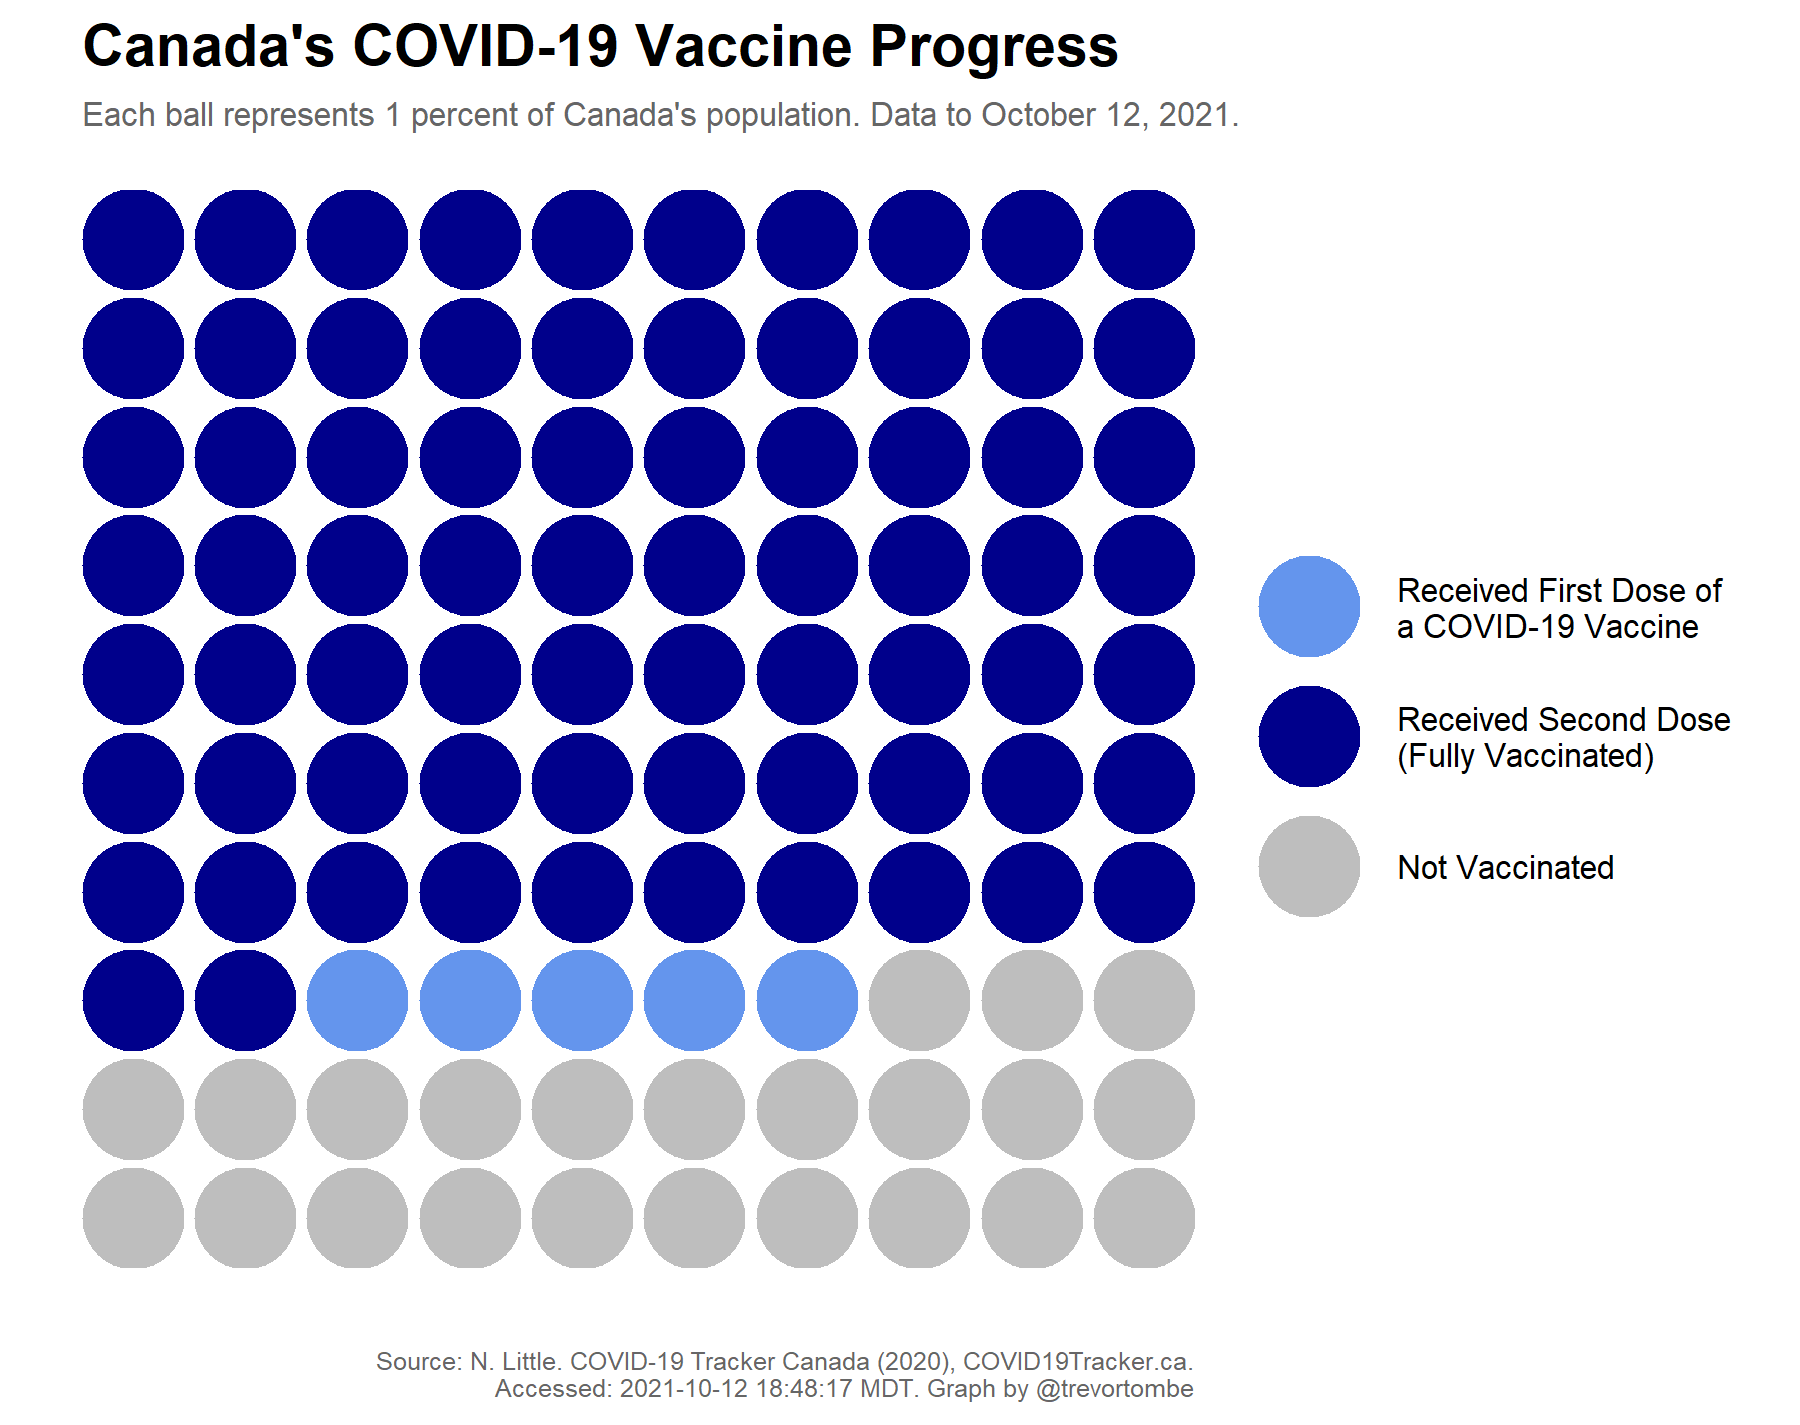 Canada's COVID-19 Vaccine Progress
Each ball represents 1 percent of Canada's population. Data to October 12, 2021.
Received First Dose of
a COVID-19 Vaccine
Received Second Dose
(Fully Vaccinated)
Not Vaccinated
Source: N. Little. COVID-19 Tracker Canada (2020), COVID19Tracker.ca.
Accessed: 2021-10-12 18:48:17 MDT. Graph by @trevortombe